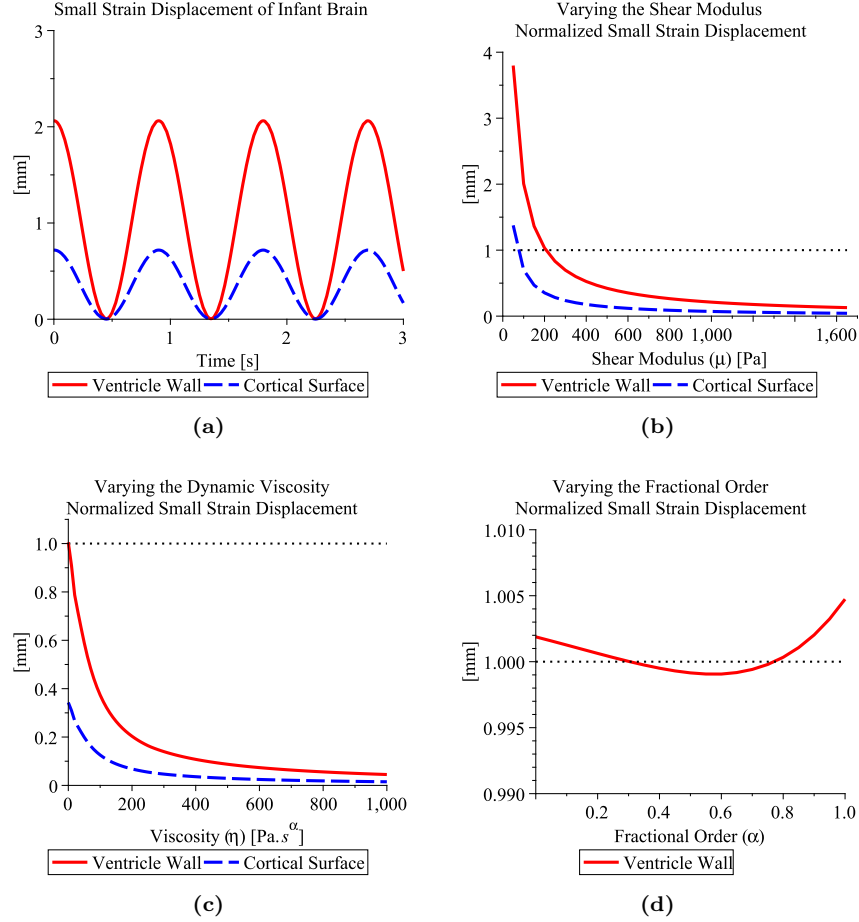 Small Strain Displacement of Infant Brain
3
2
[mm]
1
0
0
1
2
3
Time [s]
Ventricle Wall
Cortical Surface
(a)
Varying the Shear Modulus
Normalized Small Strain Displacement
4
3
[mm]
2
1
0
0
200
400
600
800
1,000
1,600
Shear Modulus (μ) [Pa]
Ventricle Wall
Cortical Surface
(b)
Varying the Dynamic Viscosity
Normalized Small Strain Displacement
1.0
0.8
0.6
[mm]
0.4
0.2
0
0
200
400
600
800
1,000
Viscosity (η) [Pa.s^α]
Ventricle Wall
Cortical Surface
(c)
Varying the Fractional Order
Normalized Small Strain Displacement
1.010
1.005
[mm]
1.000
0.995
0.990
0.2
0.4
0.6
0.8
1.0
Fractional Order (α)
Ventricle Wall
(d)